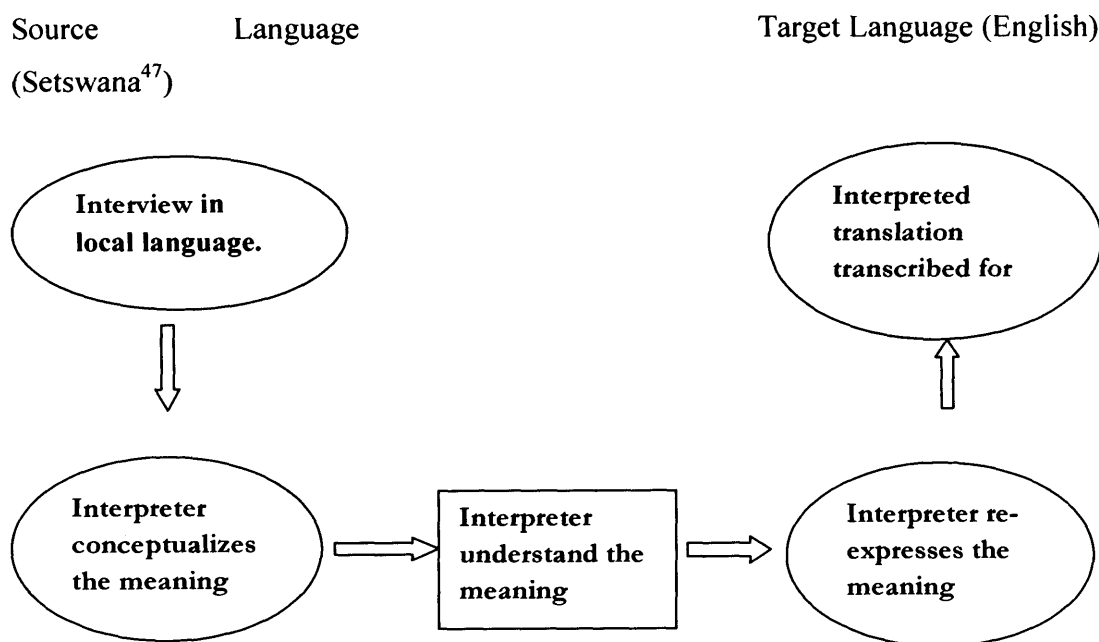 Source Language Target Language (English)
(Setswana47)
Interview in
local language.
Interpreted
translation
transcribed for
Interpreter
conceptualizes
the meaning
Interpreter
understand the
meaning
Interpreter re-
expresses the
meaning